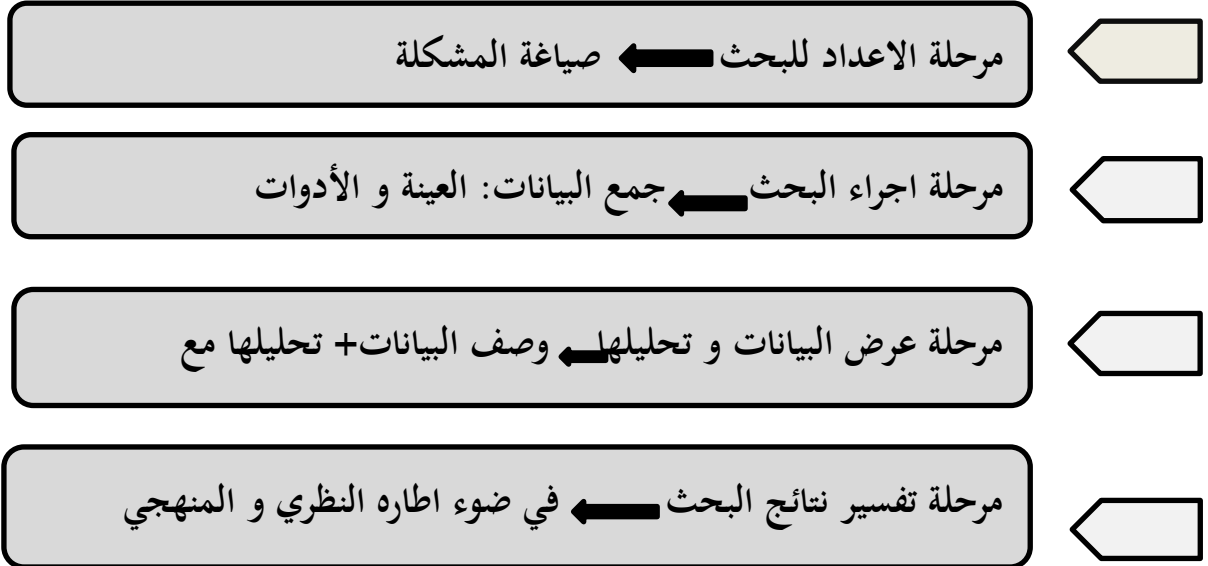 مرحلة الاعداد للبحث صياغة المشكلة
مرحلة اجراء البحث جمع البيانات: العينة و الأدوات
مرحلة عرض البيانات و تحليلها وصف البيانات+ تحليلها مع
مرحلة تفسير نتائج البحث في ضوء اطاره النظري و المنهجي